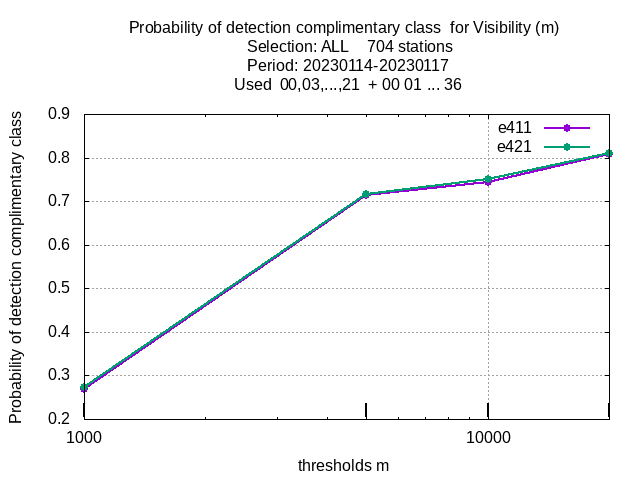 Probability of detection complimentary class  for Visibility (m)
Selection: ALL    704 stations
Period: 20230114-20230117
Used  00,03,...,21  + 00 01 ... 36
Probability of detection complimentary class
0.9
0.8
0.7
0.6
0.5
0.4
0.3
0.2
e411
e421
1000
10000
thresholds m